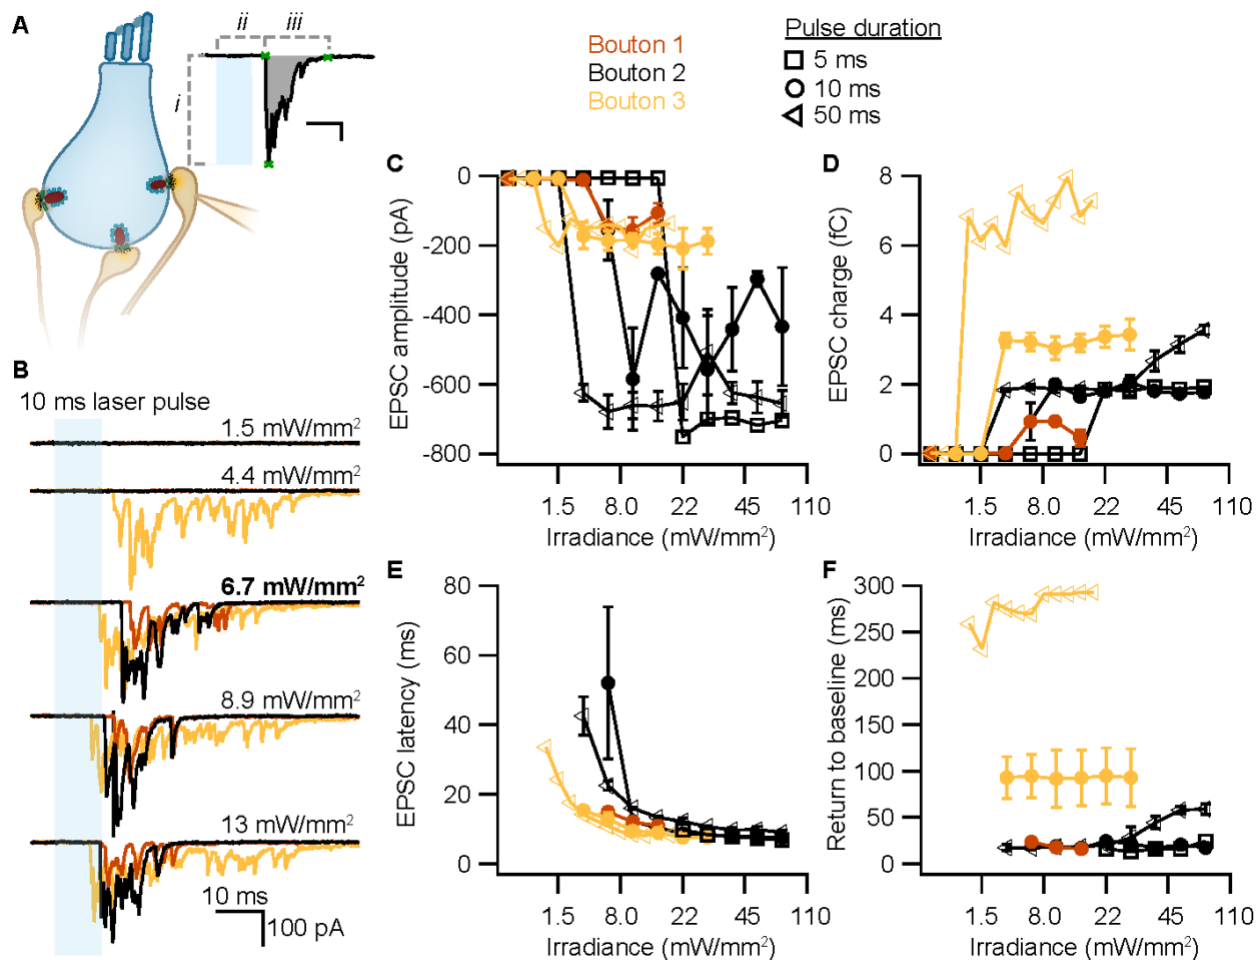 A
ii
iii
i
Bouton 1
Bouton 2
Bouton 3
Pulse duration
5 ms
10 ms
50 ms
B
10 ms laser pulse
1.5 mW/mm²
4.4 mW/mm²
6.7 mW/mm²
8.9 mW/mm²
13 mW/mm²
10 ms
100 pA
C
EPSC amplitude (pA)
0
-200
-400
-600
-800
1.5 8.0 22 45 110
Irradiance (mW/mm²)
D
EPSC charge (fC)
8
6
4
2
0
1.5 8.0 22 45 110
Irradiance (mW/mm²)
E
EPSC latency (ms)
80
60
40
20
0
1.5 8.0 22 45 110
Irradiance (mW/mm²)
F
Return to baseline (ms)
300
250
200
150
100
50
0
1.5 8.0 22 45 110
Irradiance (mW/mm²)